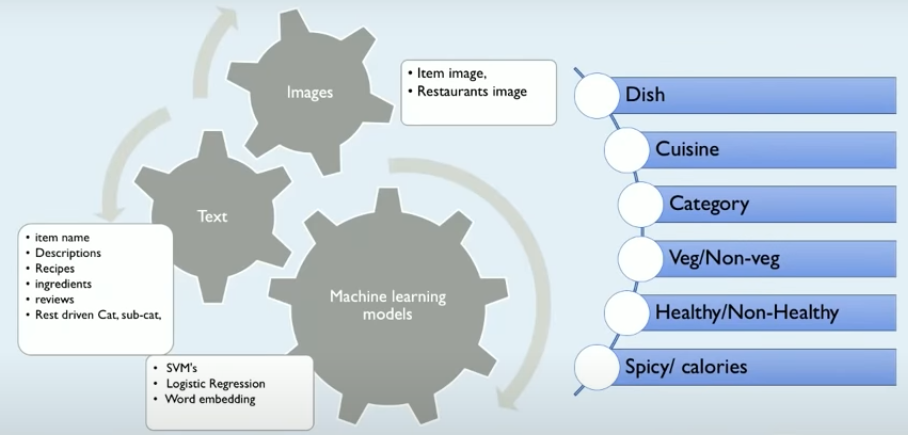 Images
• Item image,
• Restaurants image
Text
• item name
• Descriptions
• Recipes
• ingredients
• reviews
• Rest driven Cat, sub-cat,
Machine learning
models
• SVM's
• Logistic Regression
• Word embedding
Dish
Cuisine
Category
Veg/Non-veg
Healthy/Non-Healthy
Spicy/ calories